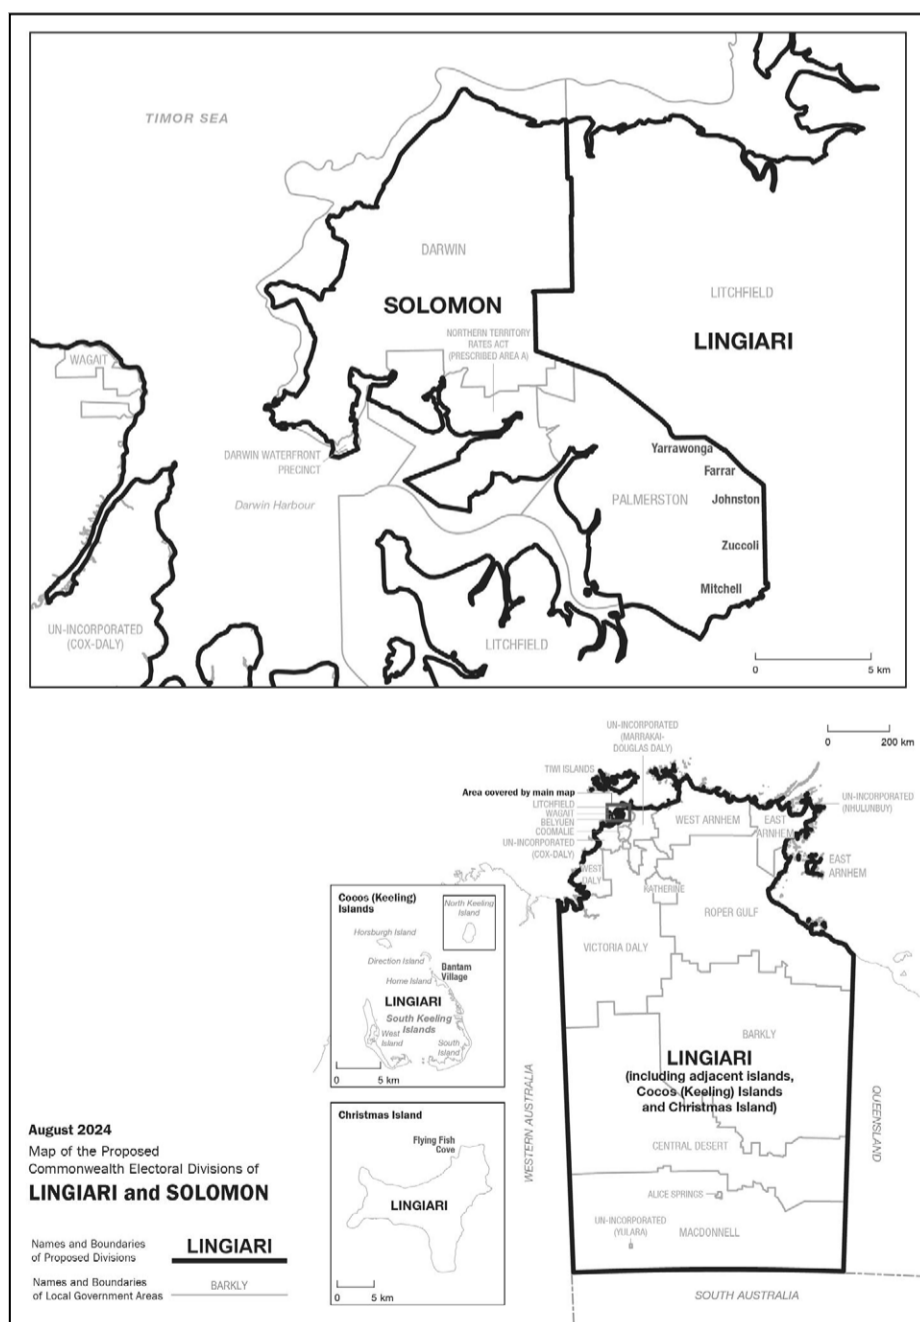 TIMOR SEA
DARWIN
SOLOMON
LITCHFIELD
LINGIARI
NORTHERN TERRITORY
RATES ACT
(PRESCRIBED AREA A)
WAGAIT
DARWIN WATERFRONT
PRECINCT
Darwin Harbour
Yarrawonga
Farrar
PALMERSTON
Johnston
Zuccoli
Mitchell
UN-INCORPORATED
(COX-DALY)
LITCHFIELD
0
5 km
UN-INCORPORATED
(MARRAKAI-
DOUGLAS DALY)
0
200 km
TIWI ISLANDS
Area covered by main map
LITCHFIELD
WAGAIT
BELYUEN
COOMALIE
UN-INCORPORATED
(COX-DALY)
WEST ARNHEM
EAST
ARNHEM
UN-INCORPORATED
(NHULUNBUY)
EAST
ARNHEM
WEST
DALY
KATHERINE
ROPER GULF
VICTORIA DALY
BARKLY
LINGIARI
(including adjacent islands,
Cocos (Keeling) Islands
and Christmas Island)
CENTRAL DESERT
ALICE SPRINGS
UN-INCORPORATED
(YULARA)
MACDONNELL
WESTERN AUSTRALIA
QUEENSLAND
SOUTH AUSTRALIA
Cocos (Keeling)
Islands
North Keeling
Island
Horsburgh Island
Direction Island
Home Island
Bantam
Village
LINGIARI
South Keeling
Islands
West
Island
South
Island
0
5 km
Christmas Island
Flying Fish
Cove
LINGIARI
0
5 km
August 2024
Map of the Proposed
Commonwealth Electoral Divisions of
LINGIARI and SOLOMON
Names and Boundaries
of Proposed Divisions
LINGIARI
Names and Boundaries
of Local Government Areas
BARKLY